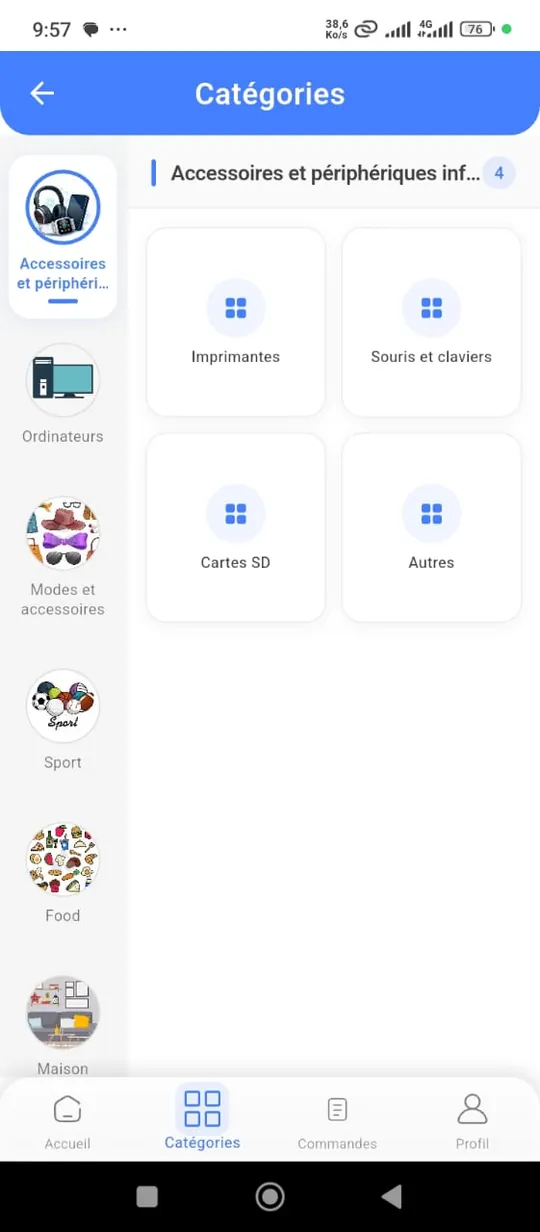 9:57
38,6
Ko/s
4G
76
Catégories
Accessoires
et périphéri...
Ordinateurs
Modes et
accessoires
Sport
Sport
Food
Maison
Accessoires et périphériques inf... 4
Imprimantes
Souris et claviers
Cartes SD
Autres
Accueil
Catégories
Commandes
Profil